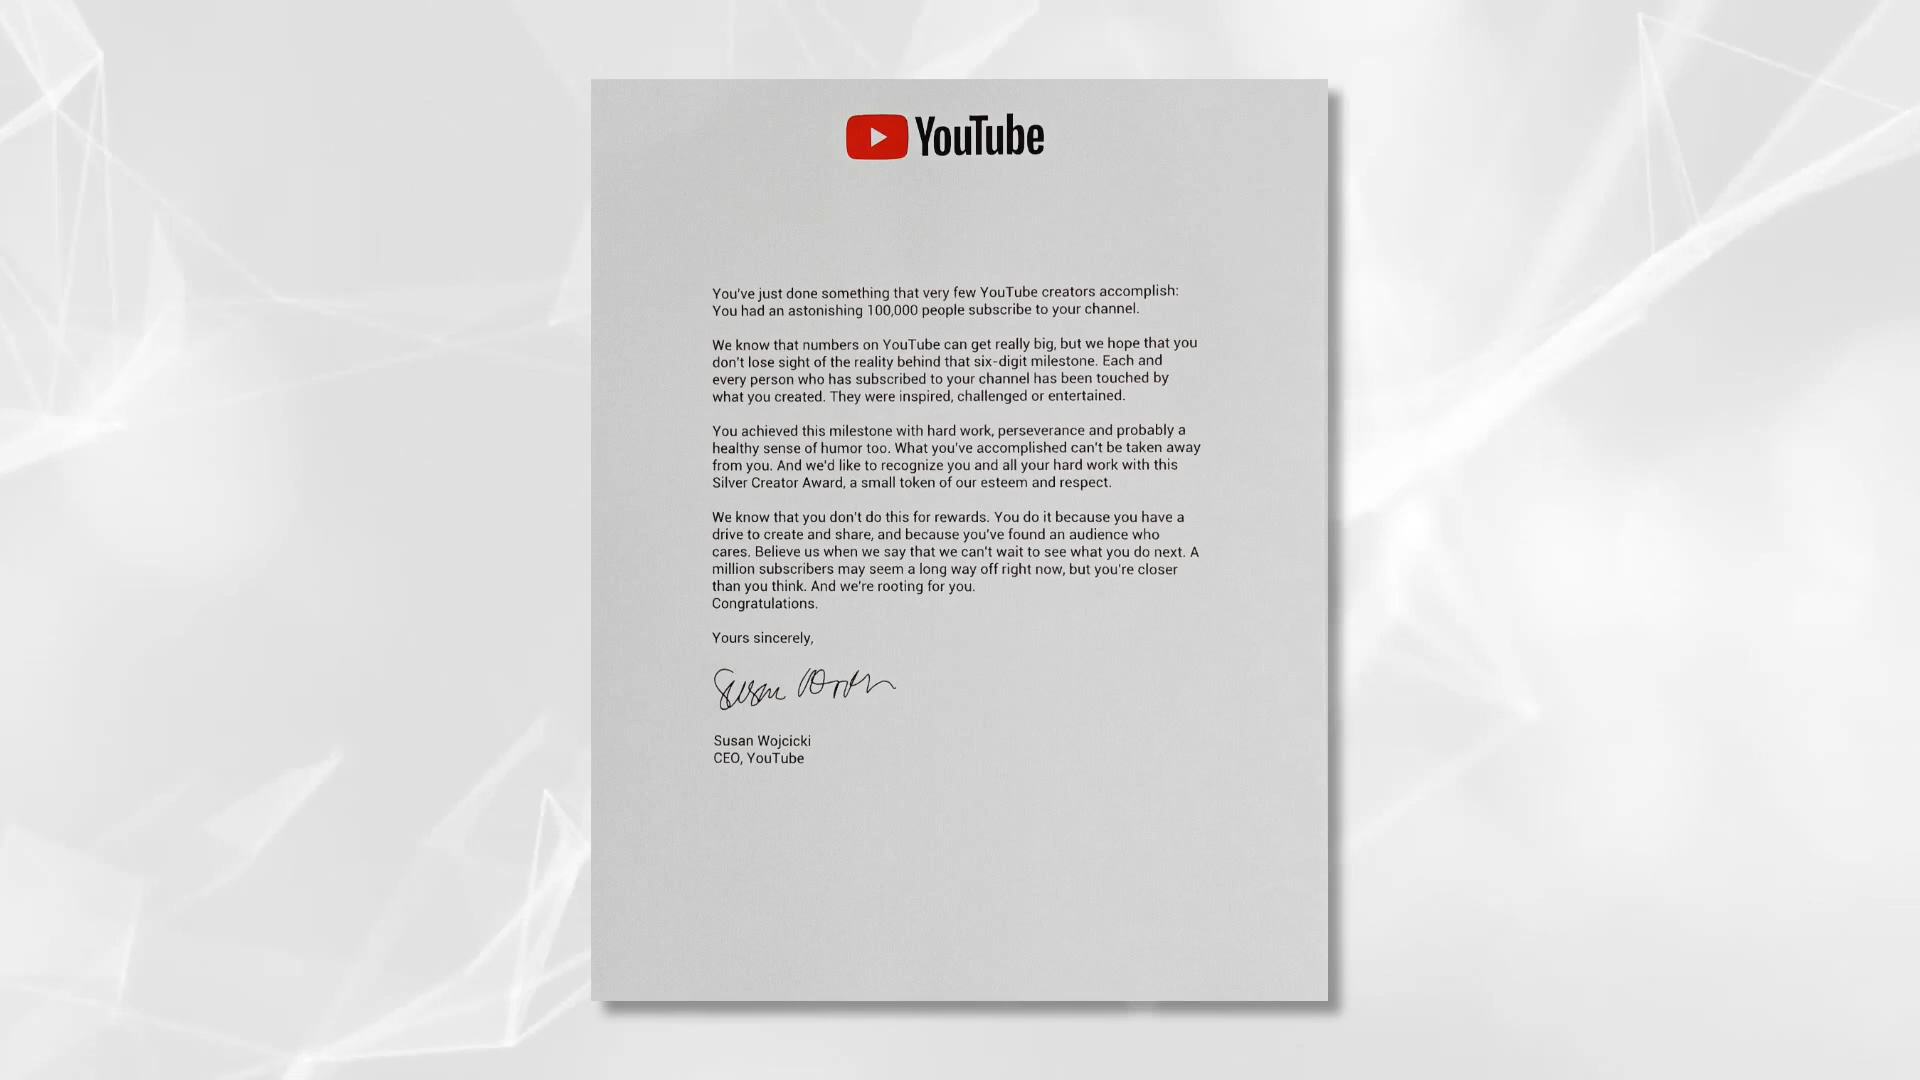 YouTube
You've just done something that very few YouTube creators accomplish:
You had an astonishing 100,000 people subscribe to your channel.
We know that numbers on YouTube can get really big, but we hope that you
don't lose sight of the reality behind that six-digit milestone. Each and
every person who has subscribed to your channel has been touched by
what you created. They were inspired, challenged or entertained.
You achieved this milestone with hard work, perseverance and probably a
healthy sense of humor too. What you've accomplished can't be taken away
from you. And we'd like to recognize you and all your hard work with this
Silver Creator Award, a small token of our esteem and respect.
We know that you don't do this for rewards. You do it because you have a
drive to create and share, and because you've found an audience who
cares. Believe us when we say that we can't wait to see what you do next. A
million subscribers may seem a long way off right now, but you're closer
than you think. And we're rooting for you.
Congratulations.
Yours sincerely,
Susan Wojcicki
CEO, YouTube